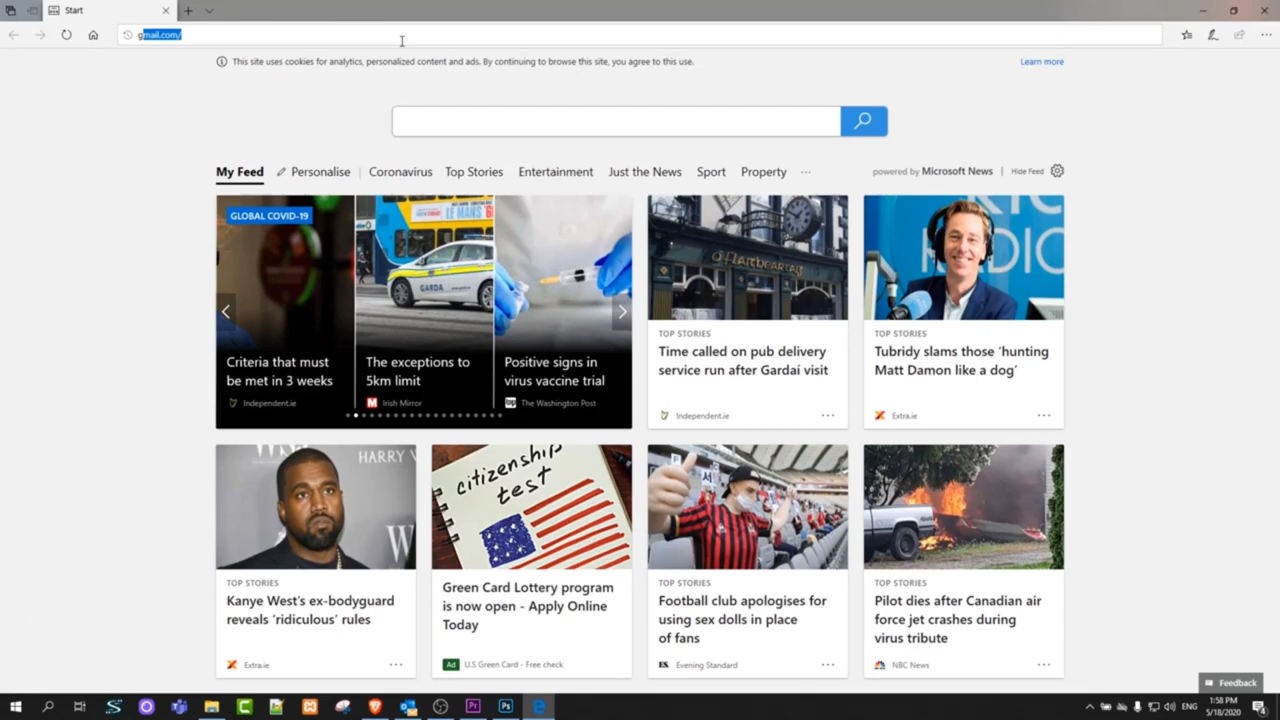 Start
gmail.com/
This site uses cookies for analytics, personalized content and ads. By continuing to browse this site, you agree to this use.
Learn more
My Feed
Personalise
Coronavirus
Top Stories
Entertainment
Just the News
Sport
Property
powered by Microsoft News
Hide Feed
GLOBAL COVID-19
LE MANS
GARDA
Criteria that must
be met in 3 weeks
Independent.ie
The exceptions to
5km limit
Irish Mirror
Positive signs in
virus vaccine trial
The Washington Post
TOP STORIES
Time called on pub delivery
service run after Gardaí visit
Independent.ie
RADIO
TOP STORIES
Tubridy slams those ‘hunting
Matt Damon like a dog’
Extra.ie
HARRY
TOP STORIES
Kanye West's ex-bodyguard
reveals ‘ridiculous’ rules
Extra.ie
citizenship
test
Green Card Lottery program
is now open - Apply Online
Today
Ad
U.S Green Card - Free check
TOP STORIES
Football club apologises for
using sex dolls in place
of fans
ES
Evening Standard
TOP STORIES
Pilot dies after Canadian air
force jet crashes during
virus tribute
NBC News
Feedback
ENG
1:58 PM
5/18/2020